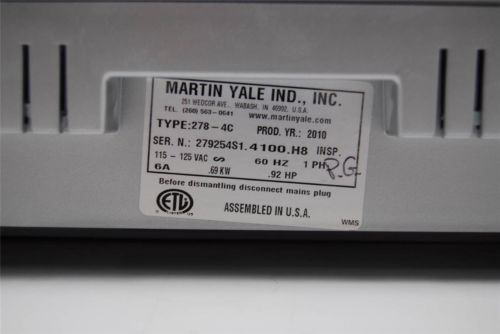 MARTIN YALE IND., INC.
251 WEDCOR AVE., WABASH, IN 46992, U.S.A.
TEL. (260) 563-0641 www.martinyale.com
TYPE:278-4C PROD. YR.: 2010
SER. N.: 279254S1.4100.H8 INSP.
115 - 125 VAC 60 HZ 1 PH. P.G
6A .69 KW .92 HP
Before dismantling disconnect mains plug
ETL ASSEMBLED IN U.S.A.
WMS